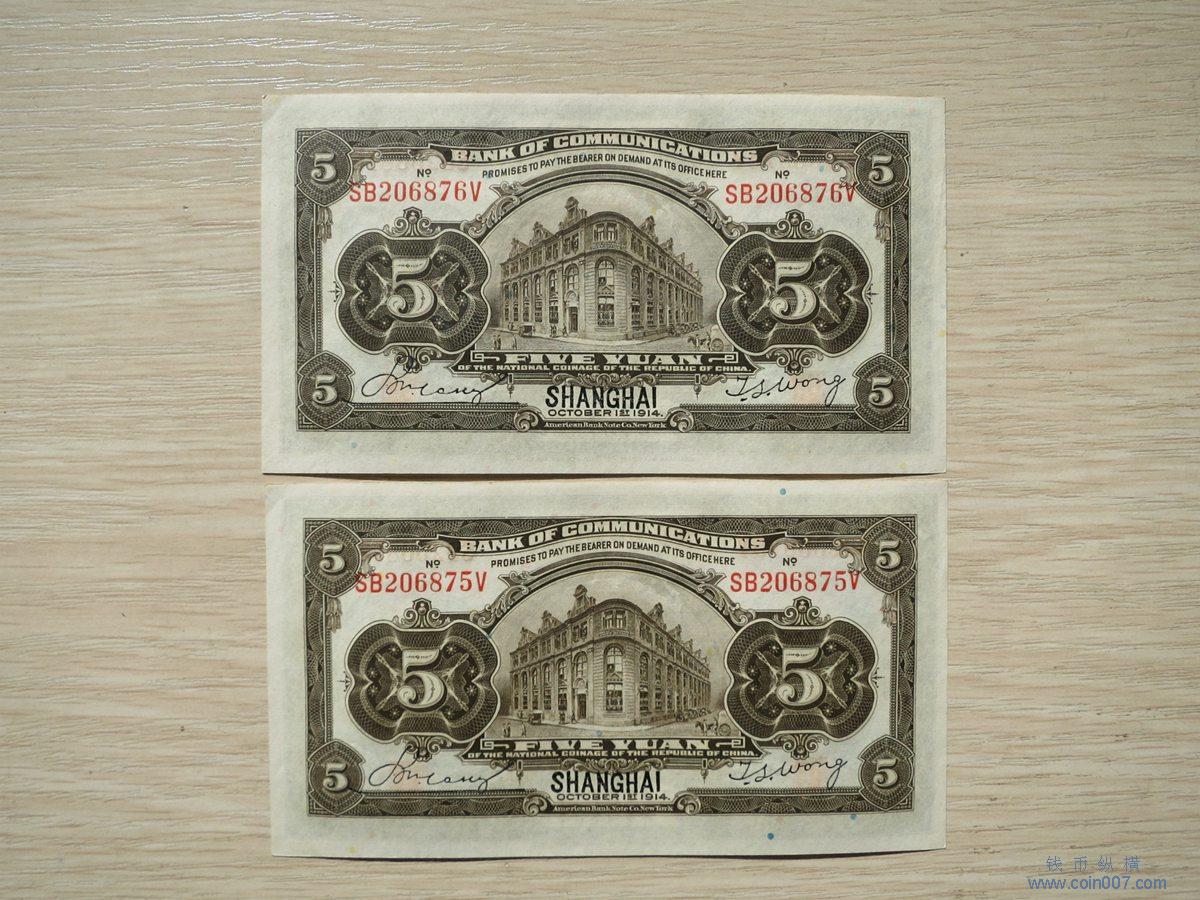 BANK OF COMMUNICATIONS
PROMISES TO PAY THE BEARER ON DEMAND AT ITS OFFICE HERE
5 5
Nº Nº
SB206876V SB206876V
5 5
FIVE YUAN
OF THE NATIONAL COINAGE OF THE REPUBLIC OF CHINA.
5 T.S.Wong 5
SHANGHAI
OCTOBER 1ST 1914.
American Bank Note Co. New York
BANK OF COMMUNICATIONS
PROMISES TO PAY THE BEARER ON DEMAND AT ITS OFFICE HERE
5 5
Nº Nº
SB206875V SB206875V
5 5
FIVE YUAN
OF THE NATIONAL COINAGE OF THE REPUBLIC OF CHINA.
5 T.S.Wong 5
SHANGHAI
OCTOBER 1ST 1914.
American Bank Note Co. New York
钱币纵横
www.coin007.com